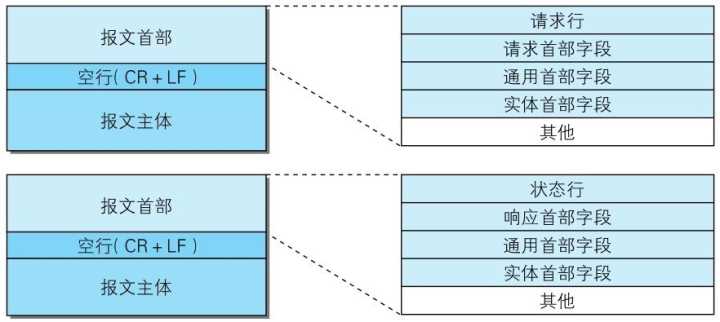 报文首部
空行( CR + LF )
报文主体
请求行
请求首部字段
通用首部字段
实体首部字段
其他
报文首部
空行( CR + LF )
报文主体
状态行
响应首部字段
通用首部字段
实体首部字段
其他